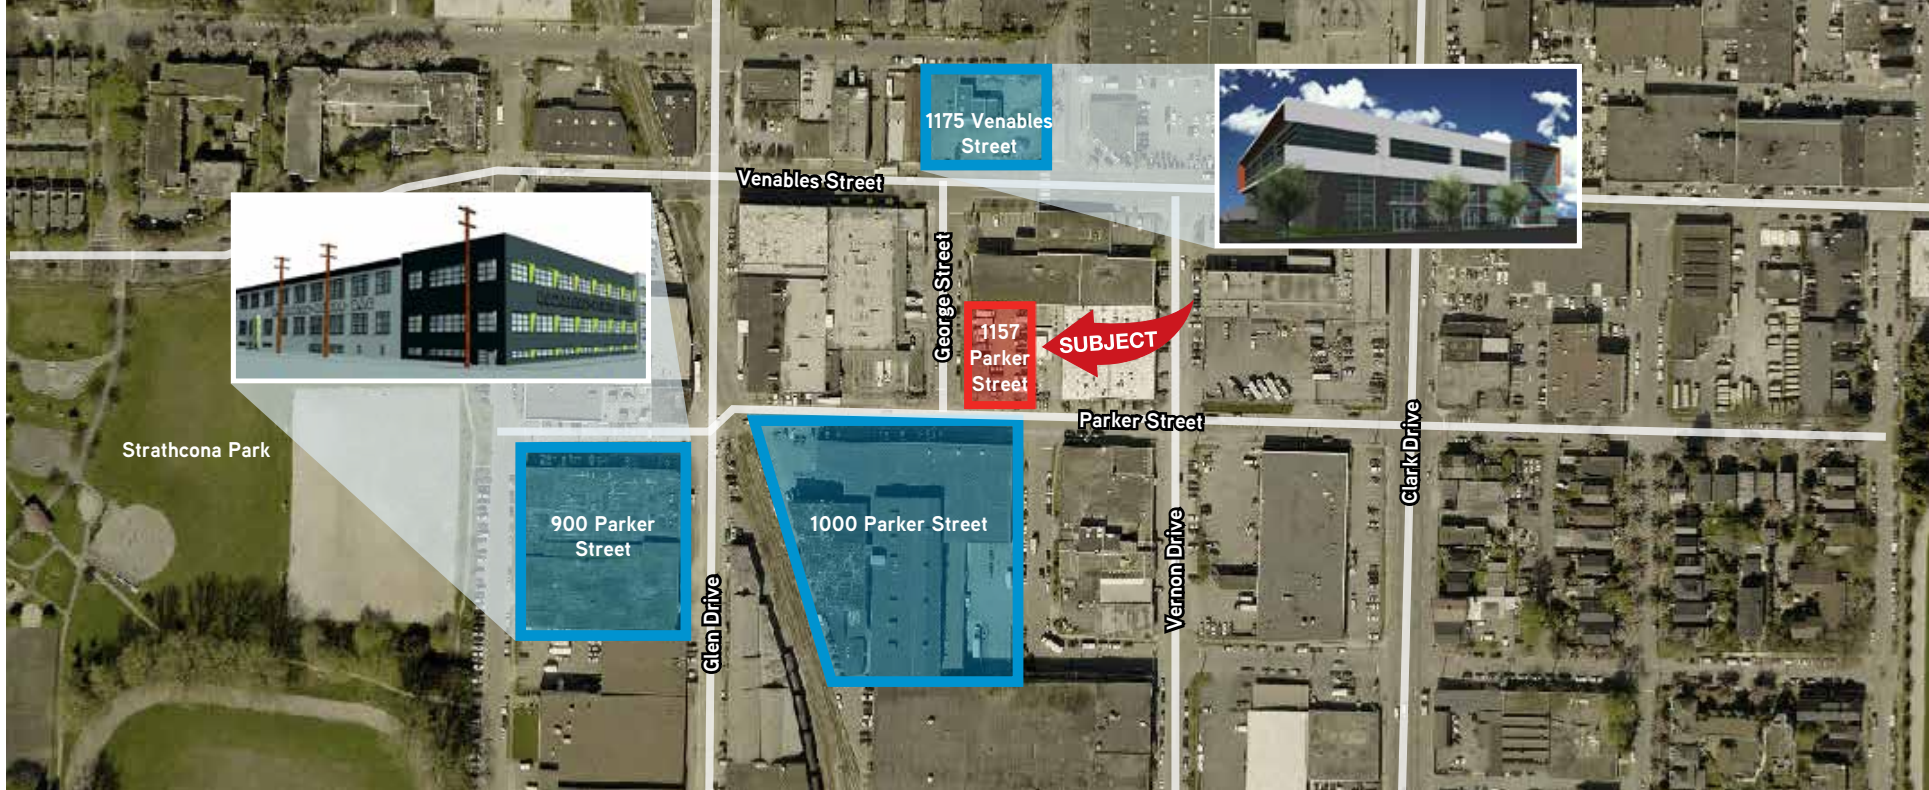 1175 Venables
Street
Venables Street
George Street
1157
Parker
Street
SUBJECT
Parker Street
Strathcona Park
900 Parker
Street
1000 Parker Street
Glen Drive
Vernon Drive
Clark Drive